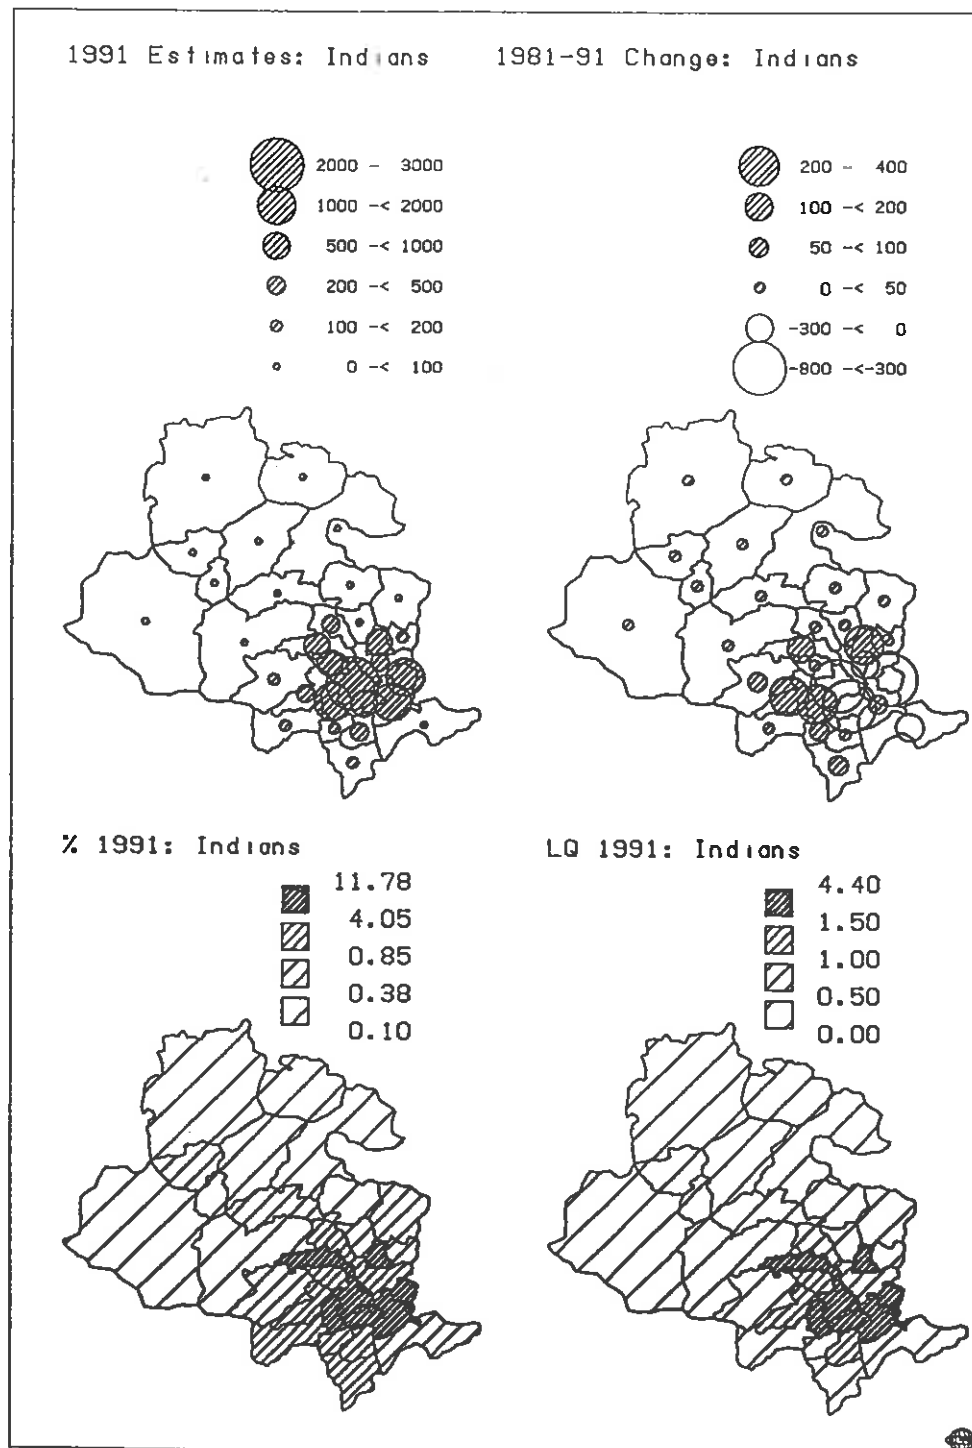 1991 Estimates: Indians
2000 - 3000
1000 -< 2000
500 -< 1000
200 -< 500
100 -< 200
0 -< 100
1981-91 Change: Indians
200 - 400
100 -< 200
50 -< 100
0 -< 50
-300 -< 0
-800 -<-300
% 1991: Indians
11.78
4.05
0.85
0.38
0.10
LQ 1991: Indians
4.40
1.50
1.00
0.50
0.00